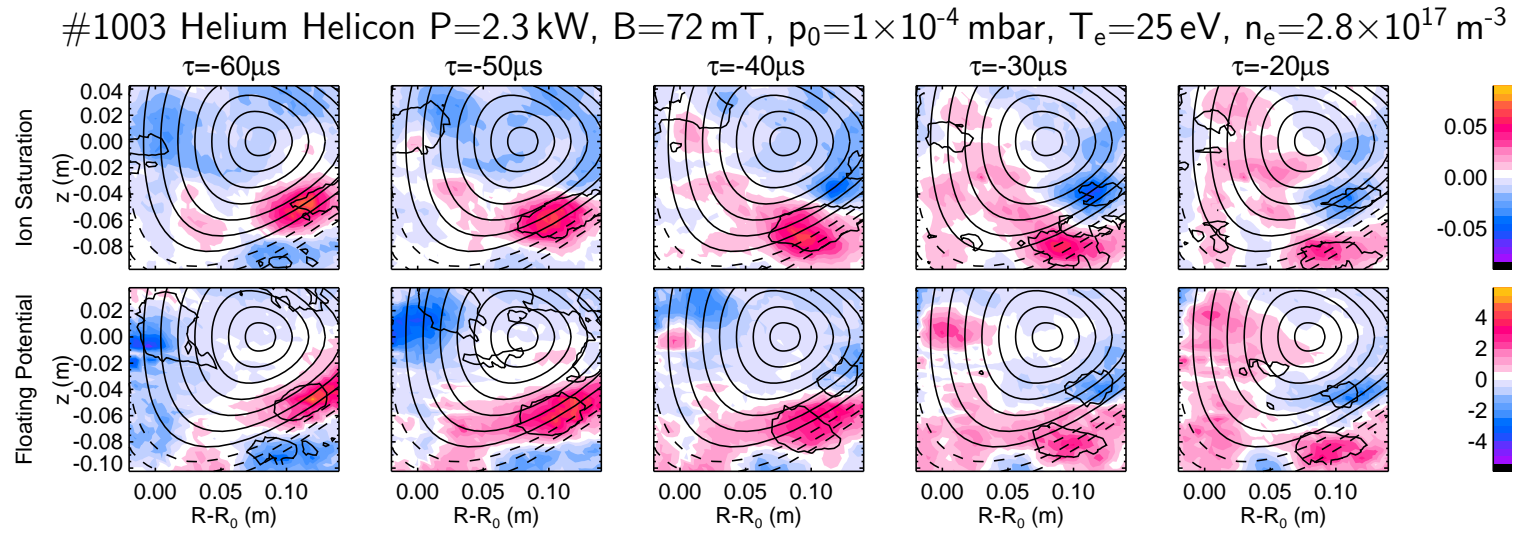 #1003 Helium Helicon P=2.3 kW, B=72 mT, p₀=1×10⁻⁴ mbar, Tₑ=25 eV, nₑ=2.8×10¹⁷ m⁻³
τ=-60μs τ=-50μs τ=-40μs τ=-30μs τ=-20μs
Ion Saturation
z (m)
0.04
0.02
0.00
-0.02
-0.04
-0.06
-0.08
0.05
0.00
-0.05
Floating Potential
z (m)
0.02
0.00
-0.02
-0.04
-0.06
-0.08
-0.10
4
2
0
-2
-4
0.00 0.05 0.10 0.00 0.05 0.10 0.00 0.05 0.10 0.00 0.05 0.10 0.00 0.05 0.10
R-R₀ (m) R-R₀ (m) R-R₀ (m) R-R₀ (m) R-R₀ (m)